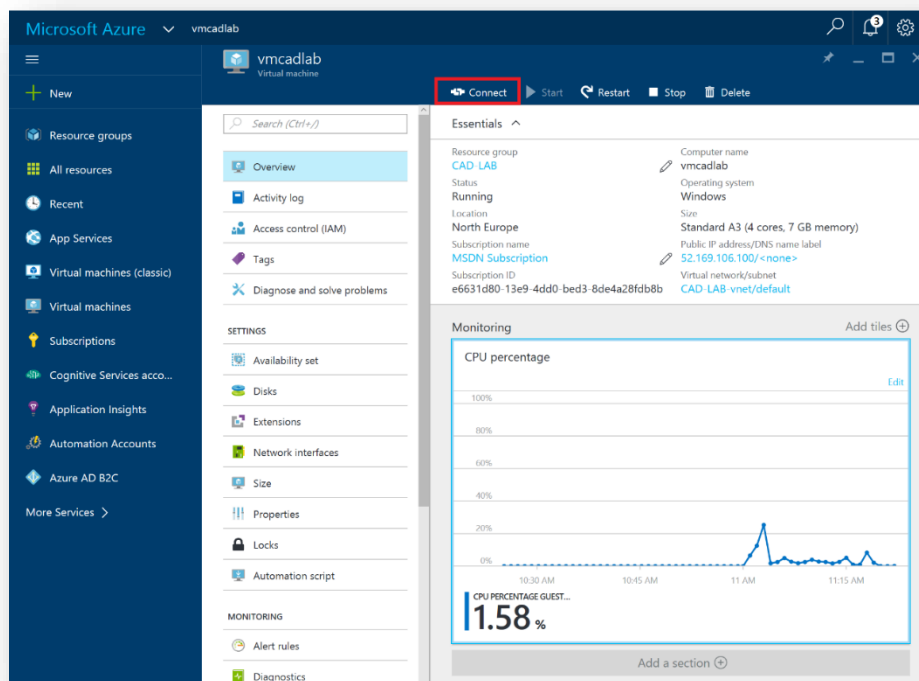 Microsoft Azure vmcadlab
3
vmcadlab
Virtual machine
New
Resource groups
All resources
Recent
App Services
Virtual machines (classic)
Virtual machines
Subscriptions
Cognitive Services acco...
Application Insights
Automation Accounts
Azure AD B2C
More Services >
Search (Ctrl+/)
Overview
Activity log
Access control (IAM)
Tags
Diagnose and solve problems
SETTINGS
Availability set
Disks
Extensions
Network interfaces
Size
Properties
Locks
Automation script
MONITORING
Alert rules
Diagnostics
Connect Start Restart Stop Delete
Essentials
Resource group
CAD-LAB
Status
Running
Location
North Europe
Subscription name
MSDN Subscription
Subscription ID
e6631d80-13e9-4dd0-bed3-8de4a28fdb8b
Computer name
vmcadlab
Operating system
Windows
Size
Standard A3 (4 cores, 7 GB memory)
Public IP address/DNS name label
52.169.106.100/<none>
Virtual network/subnet
CAD-LAB-vnet/default
Monitoring Add tiles
CPU percentage
Edit
100%
80%
60%
40%
20%
0%
10:30 AM 10:45 AM 11 AM 11:15 AM
CPU PERCENTAGE GUEST...
1.58 %
Add a section